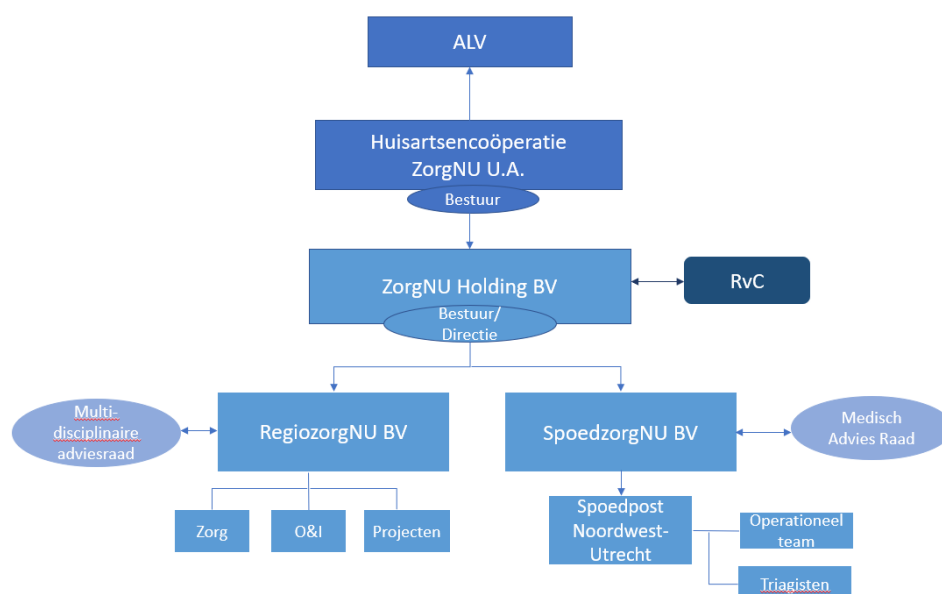 ALV
Huisartsencoöperatie
ZorgNU U.A.
Bestuur
ZorgNU Holding BV
Bestuur/
Directie
RvC
Multi-
disciplinaire
adviesraad
RegiozorgNU BV
SpoedzorgNU BV
Medisch
Advies Raad
Zorg
O&I
Projecten
Spoedpost
Noordwest-
Utrecht
Operationeel
team
Triagisten